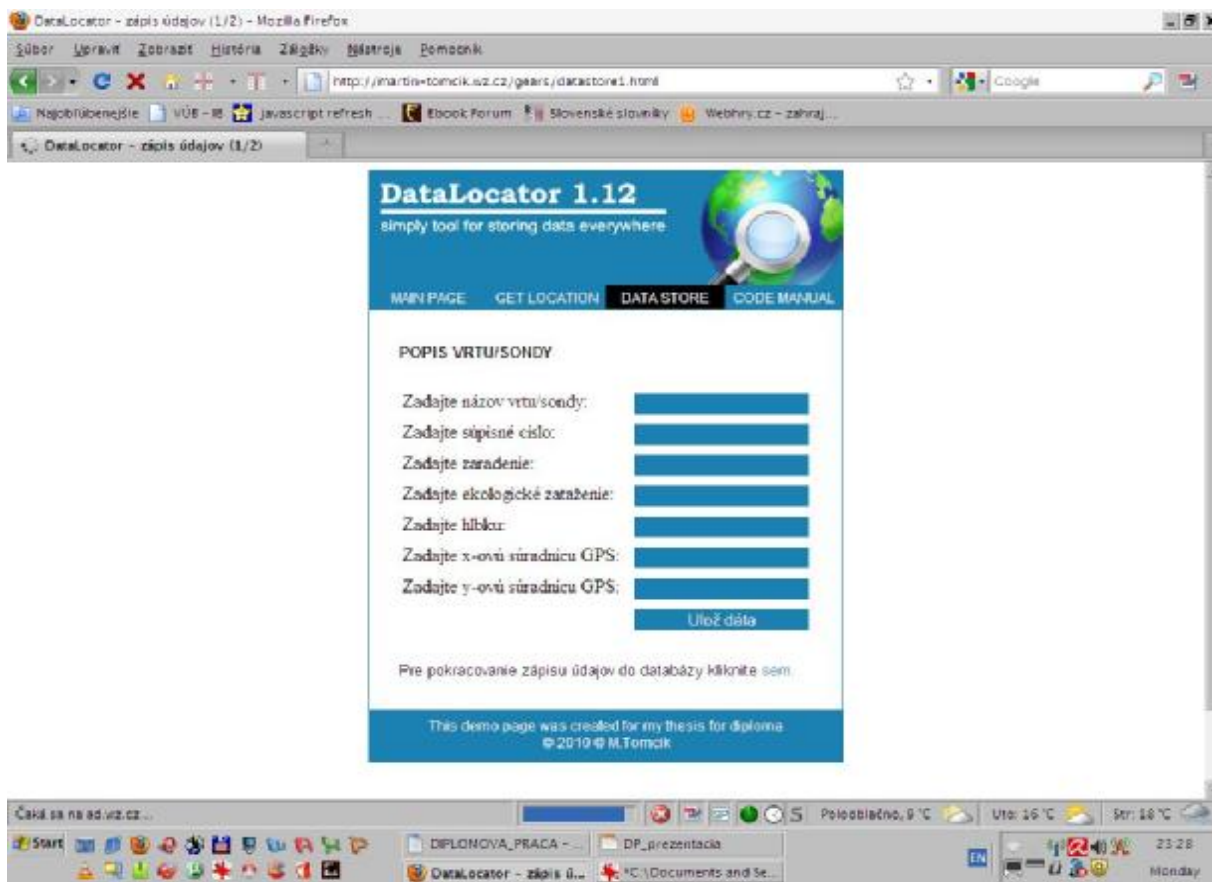 DataLocator - zápis údajov (1/2) - Mozilla Firefox
Súbor Upraviť Zobraziť História Záložky Nástroje Pomocník
http://martin-tomcik.wz.cz/gears/datastore1.html Google
Najobľúbenejšie VÚB - IB javascript refresh ... Ebook Forum Slovenské slovníky Webhry.cz - zahraj...
DataLocator - zápis údajov (1/2)
DataLocator 1.12
simply tool for storing data everywhere
MAIN PAGE GET LOCATION DATA STORE CODE MANUAL
POPIS VRTU/SONDY
Zadajte názov vrtu/sondy:
Zadajte súpisné cislo:
Zadajte zaradenie:
Zadajte ekologické zataženie:
Zadajte hlbku:
Zadajte x-ovú súradnicu GPS:
Zadajte y-ovú súradnicu GPS:
Ulož dáta
Pre pokracovanie zápisu údajov do databázy kliknite sem.
This demo page was created for my thesis for diploma
© 2010 © M.Tomcik
Čaká sa na ad.wz.cz...
Polooblačno, 9 °C Uto: 16 °C Str: 18 °C
Start DIPLONOVA_PRACA - ... DP_prezentacia 23:28
DataLocator - zápis ú... *C:\Documents and Se... EN Monday